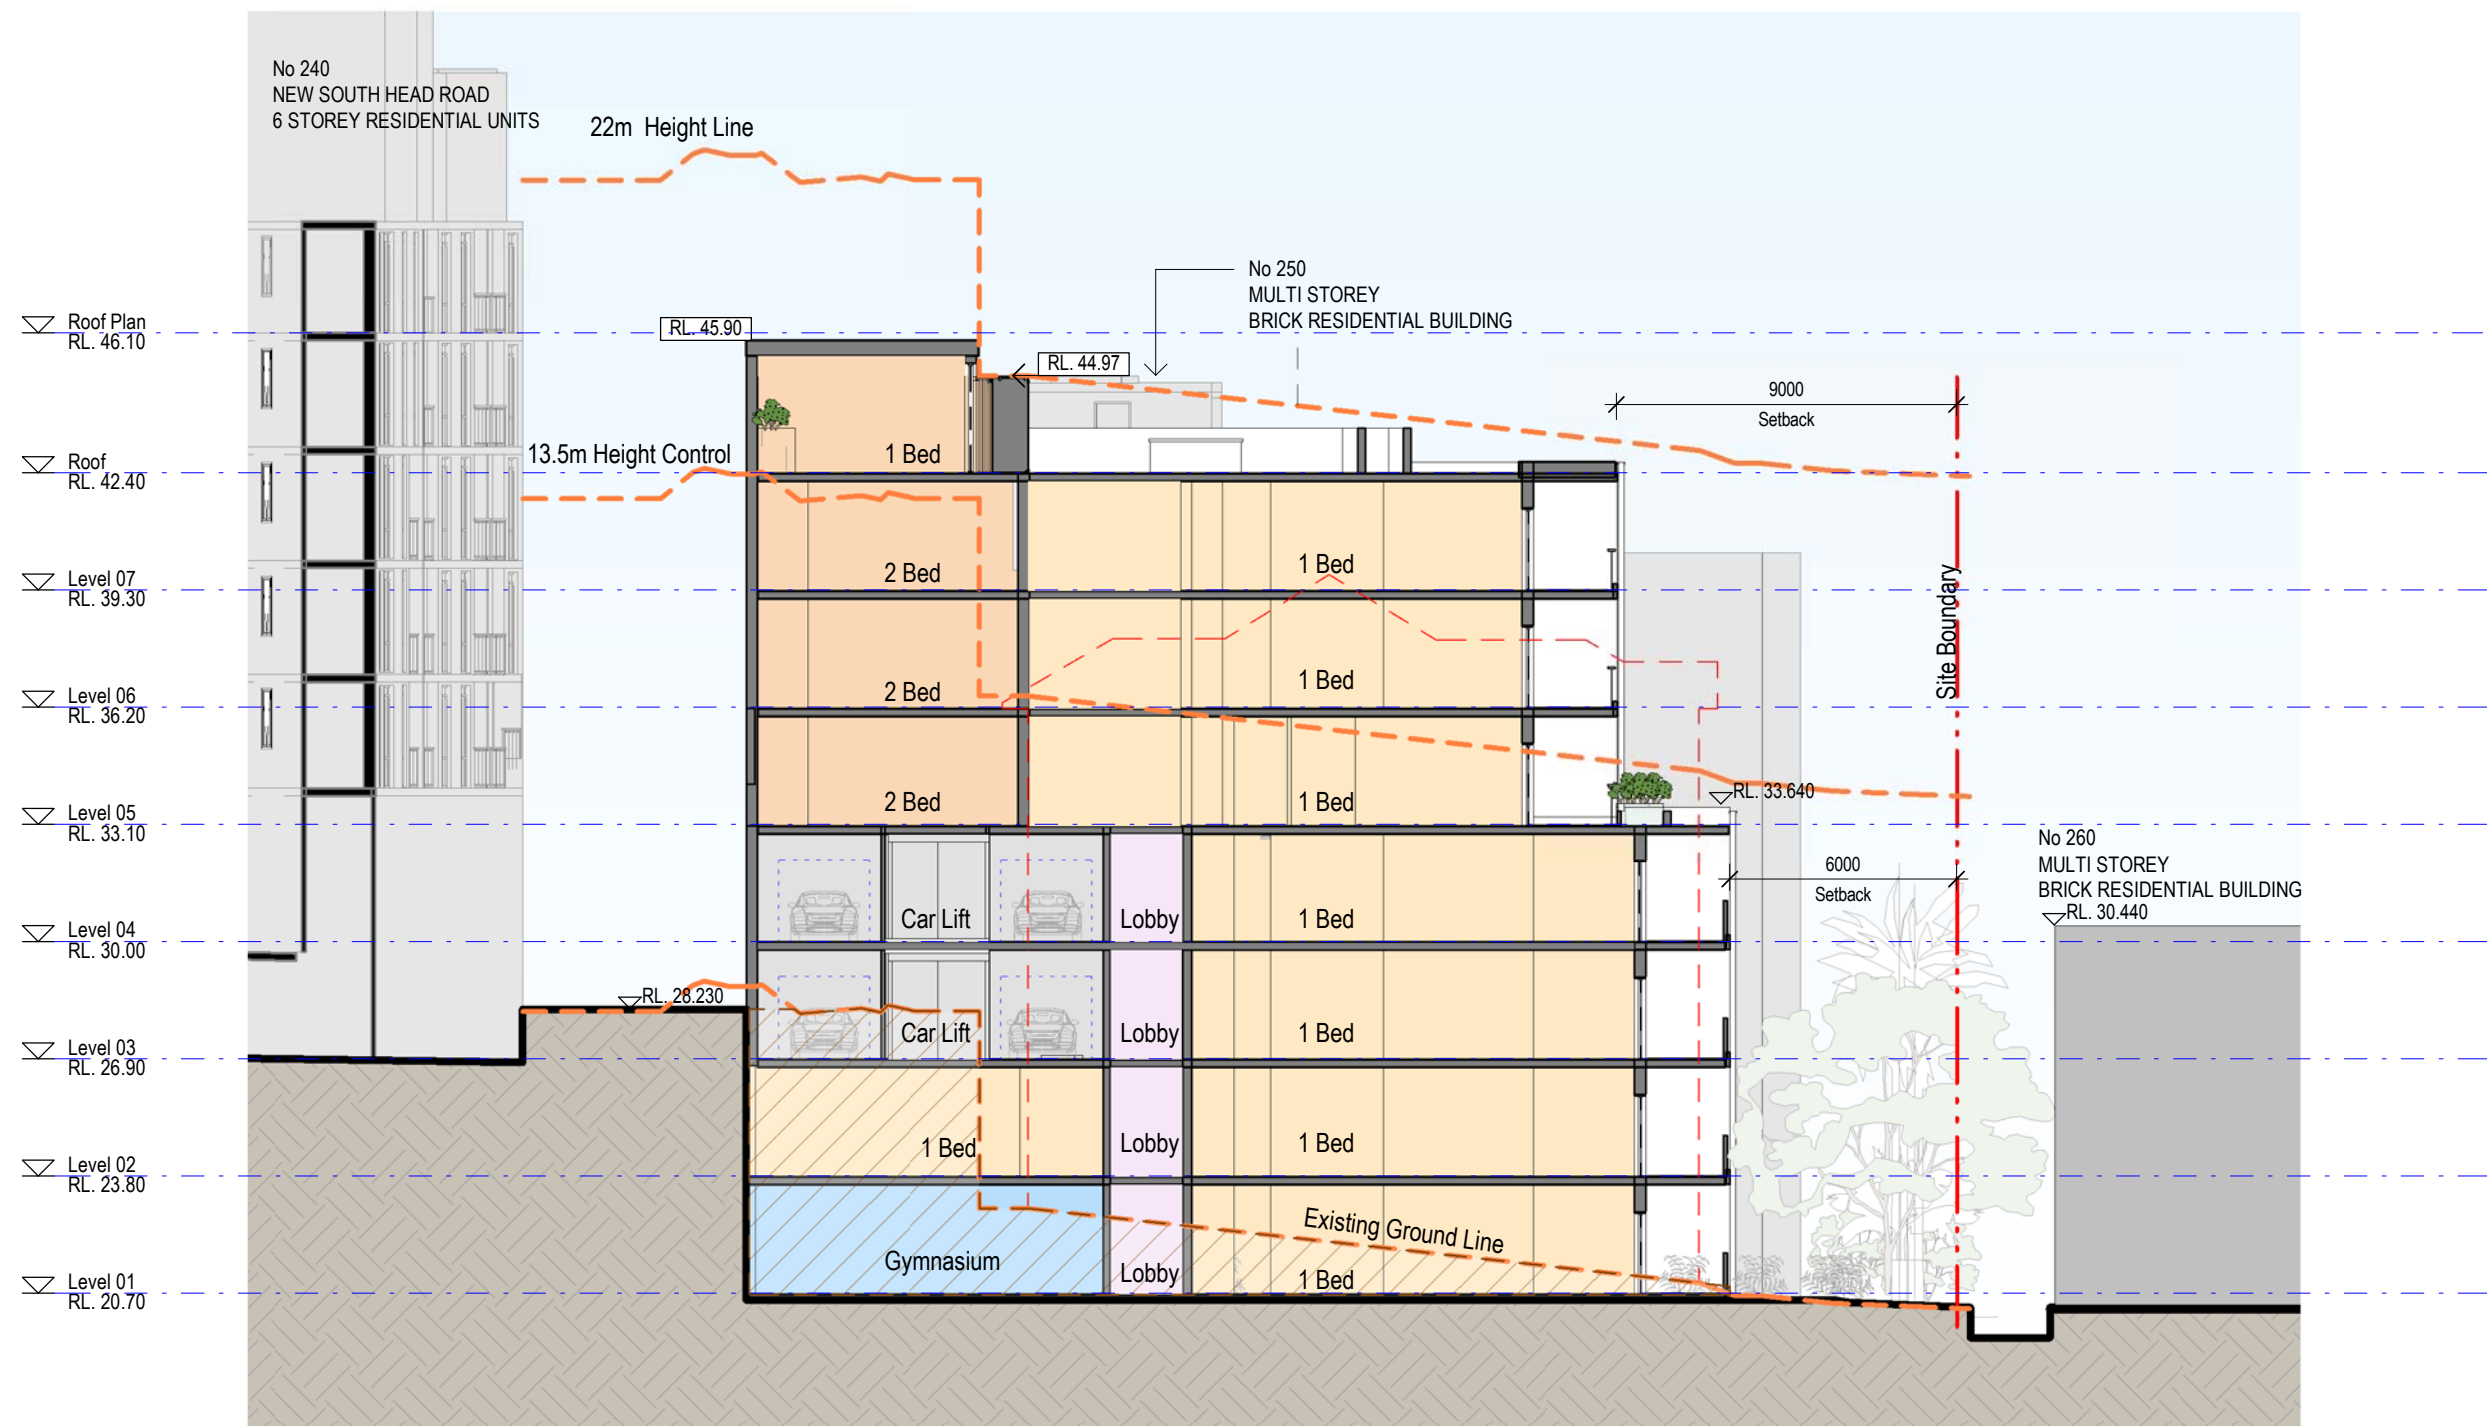 No 240
NEW SOUTH HEAD ROAD
6 STOREY RESIDENTIAL UNITS
22m  Height Line
No 250
MULTI STOREY
BRICK RESIDENTIAL BUILDING
Roof Plan
RL. 46.10
RL. 45.90
RL. 44.97
9000
Setback
13.5m Height Control
1 Bed
Roof
RL. 42.40
2 Bed
1 Bed
Level 07
RL. 39.30
Site Boundary
2 Bed
1 Bed
Level 06
RL. 36.20
2 Bed
1 Bed
RL. 33.640
Level 05
RL. 33.10
No 260
MULTI STOREY
BRICK RESIDENTIAL BUILDING
RL. 30.440
6000
Setback
Car Lift
Lobby
1 Bed
Level 04
RL. 30.00
RL. 28.230
Car Lift
Lobby
1 Bed
Level 03
RL. 26.90
1 Bed
Lobby
1 Bed
Level 02
RL. 23.80
Existing Ground Line
Gymnasium
Lobby
1 Bed
Level 01
RL. 20.70